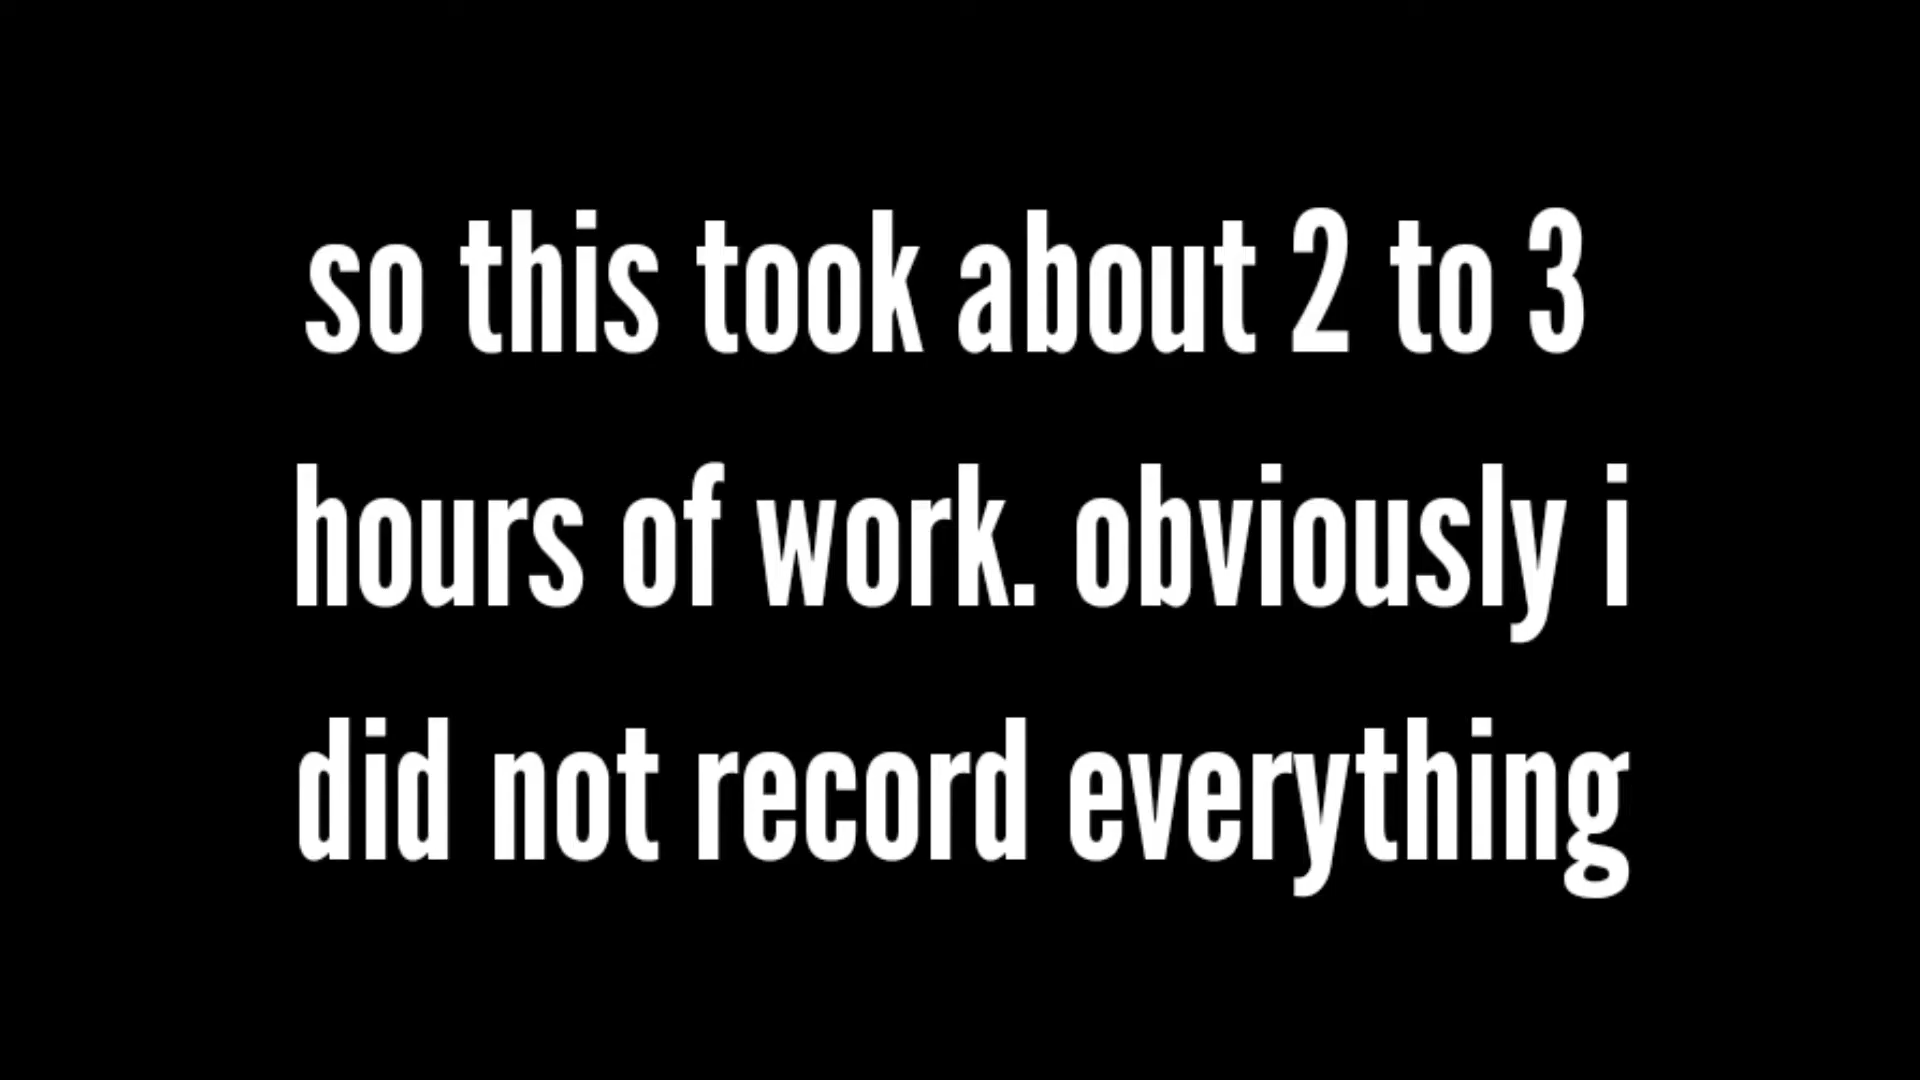 so this took about 2 to 3
hours of work. obviously i
did not record everything